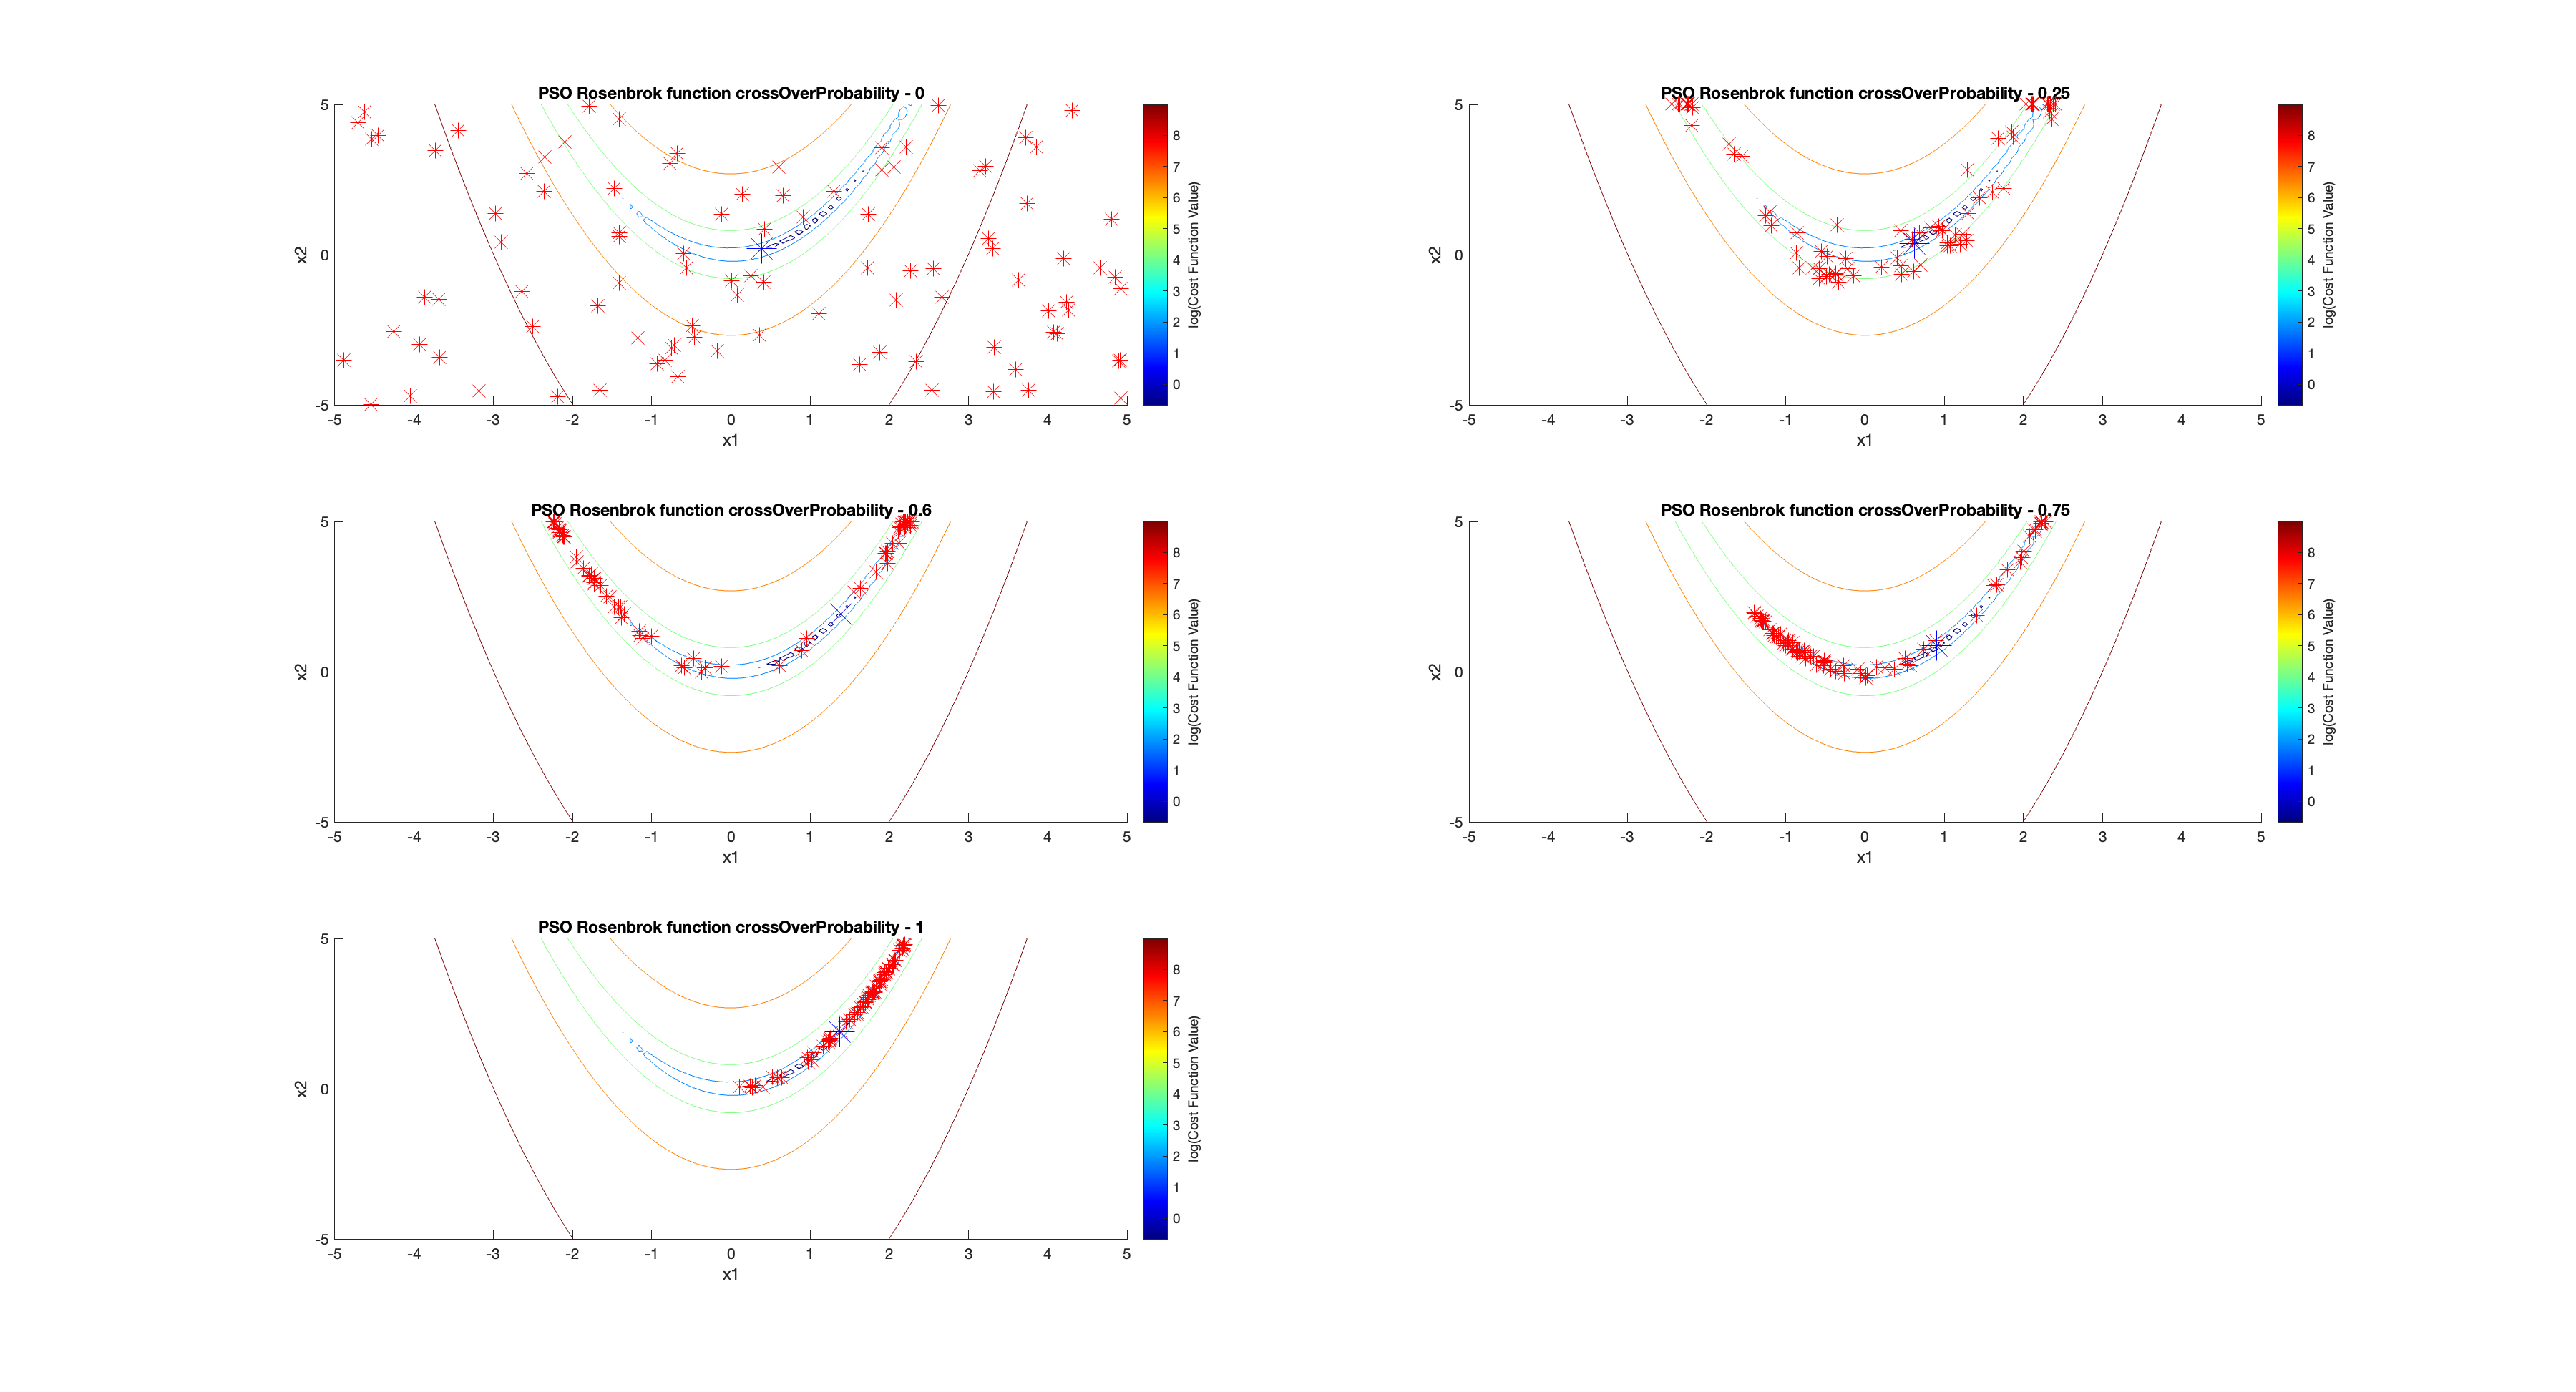 PSO Rosenbrok function crossOverProbability - 0
5
0
-5
x2
-5 -4 -3 -2 -1 0 1 2 3 4 5
x1
8
7
6
5
4
3
2
1
0
log(Cost Function Value)
PSO Rosenbrok function crossOverProbability - 0.25
5
0
-5
x2
-5 -4 -3 -2 -1 0 1 2 3 4 5
x1
8
7
6
5
4
3
2
1
0
log(Cost Function Value)
PSO Rosenbrok function crossOverProbability - 0.6
5
0
-5
x2
-5 -4 -3 -2 -1 0 1 2 3 4 5
x1
8
7
6
5
4
3
2
1
0
log(Cost Function Value)
PSO Rosenbrok function crossOverProbability - 0.75
5
0
-5
x2
-5 -4 -3 -2 -1 0 1 2 3 4 5
x1
8
7
6
5
4
3
2
1
0
log(Cost Function Value)
PSO Rosenbrok function crossOverProbability - 1
5
0
-5
x2
-5 -4 -3 -2 -1 0 1 2 3 4 5
x1
8
7
6
5
4
3
2
1
0
log(Cost Function Value)